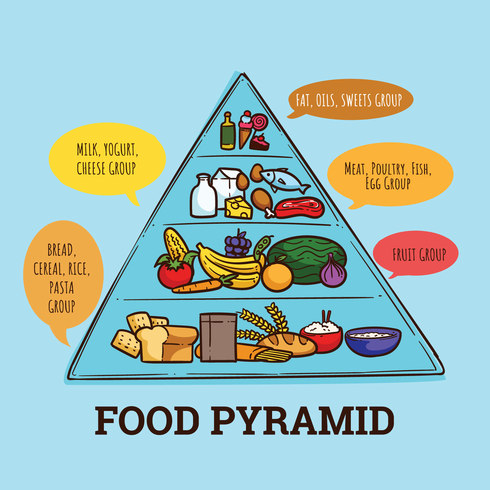 FAT, OILS, SWEETS GROUP
MILK, YOGURT,
CHEESE GROUP
MEAT, POULTRY, FISH,
EGG GROUP
BREAD,
CEREAL, RICE,
PASTA
GROUP
FRUIT GROUP
FOOD PYRAMID